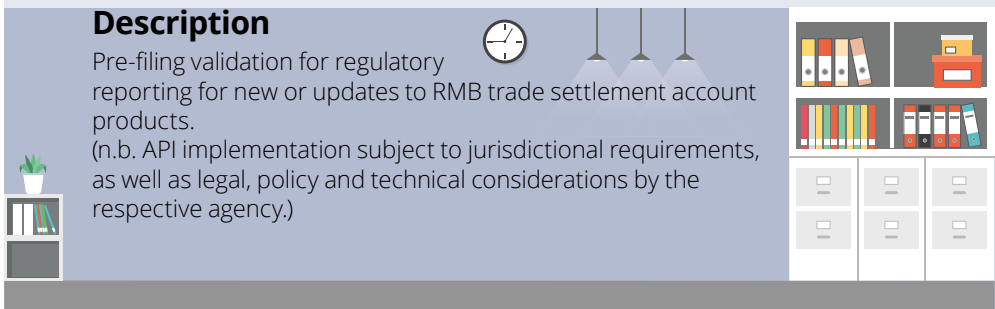 Description
Pre-filing validation for regulatory
reporting for new or updates to RMB trade settlement account
products.
(n.b. API implementation subject to jurisdictional requirements,
as well as legal, policy and technical considerations by the
respective agency.)